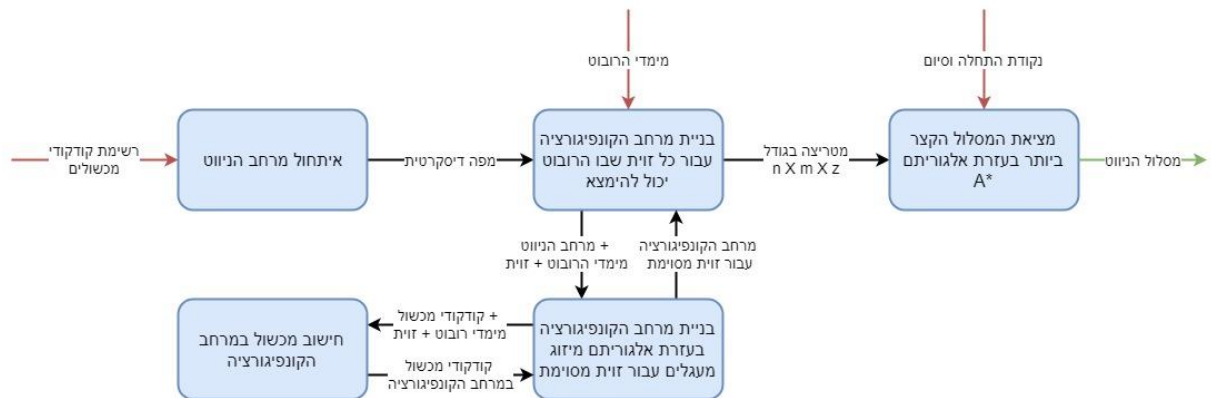 מימדי הרובוט
נקודת התחלה וסיום
רשימת קודקודי
מכשולים
איתחול מרחב הניווט
מפה דיסקרטית
בניית מרחב הקונפיגורציה
עבור כל זוית שבו הרובוט
יכול להימצא
מטריצה בגודל
n X m X z
מציאת המסלול הקצר
ביותר בעזרת אלגוריתם
A*
מסלול הניווט
מרחב הניווט +
מימדי הרובוט + זוית
מרחב הקונפיגורציה
עבור זוית מסוימת
חישוב מכשול במרחב
הקונפיגורציה
קודקודי מכשול +
מימדי רובוט + זוית
קודקודי מכשול
במרחב הקונפיגורציה
בניית מרחב הקונפיגורציה
בעזרת אלגוריתם מיזוג
מעגלים עבור זוית מסוימת